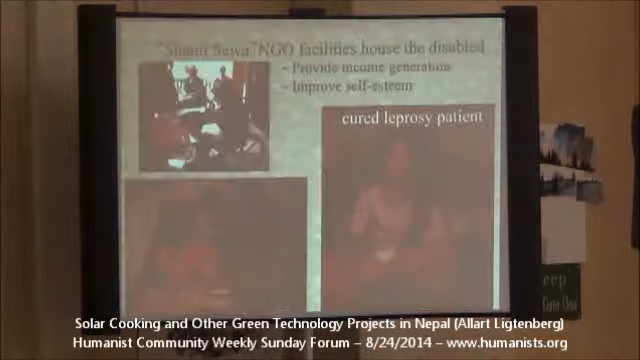 "Shanti Sewa" NGO facilities house the disabled
– Provide income generation
– Improve self-esteem
cured leprosy patient
eep
Solar Cooking and Other Green Technology Projects in Nepal (Allart Ligtenberg)
Humanist Community Weekly Sunday Forum – 8/24/2014 – www.humanists.org